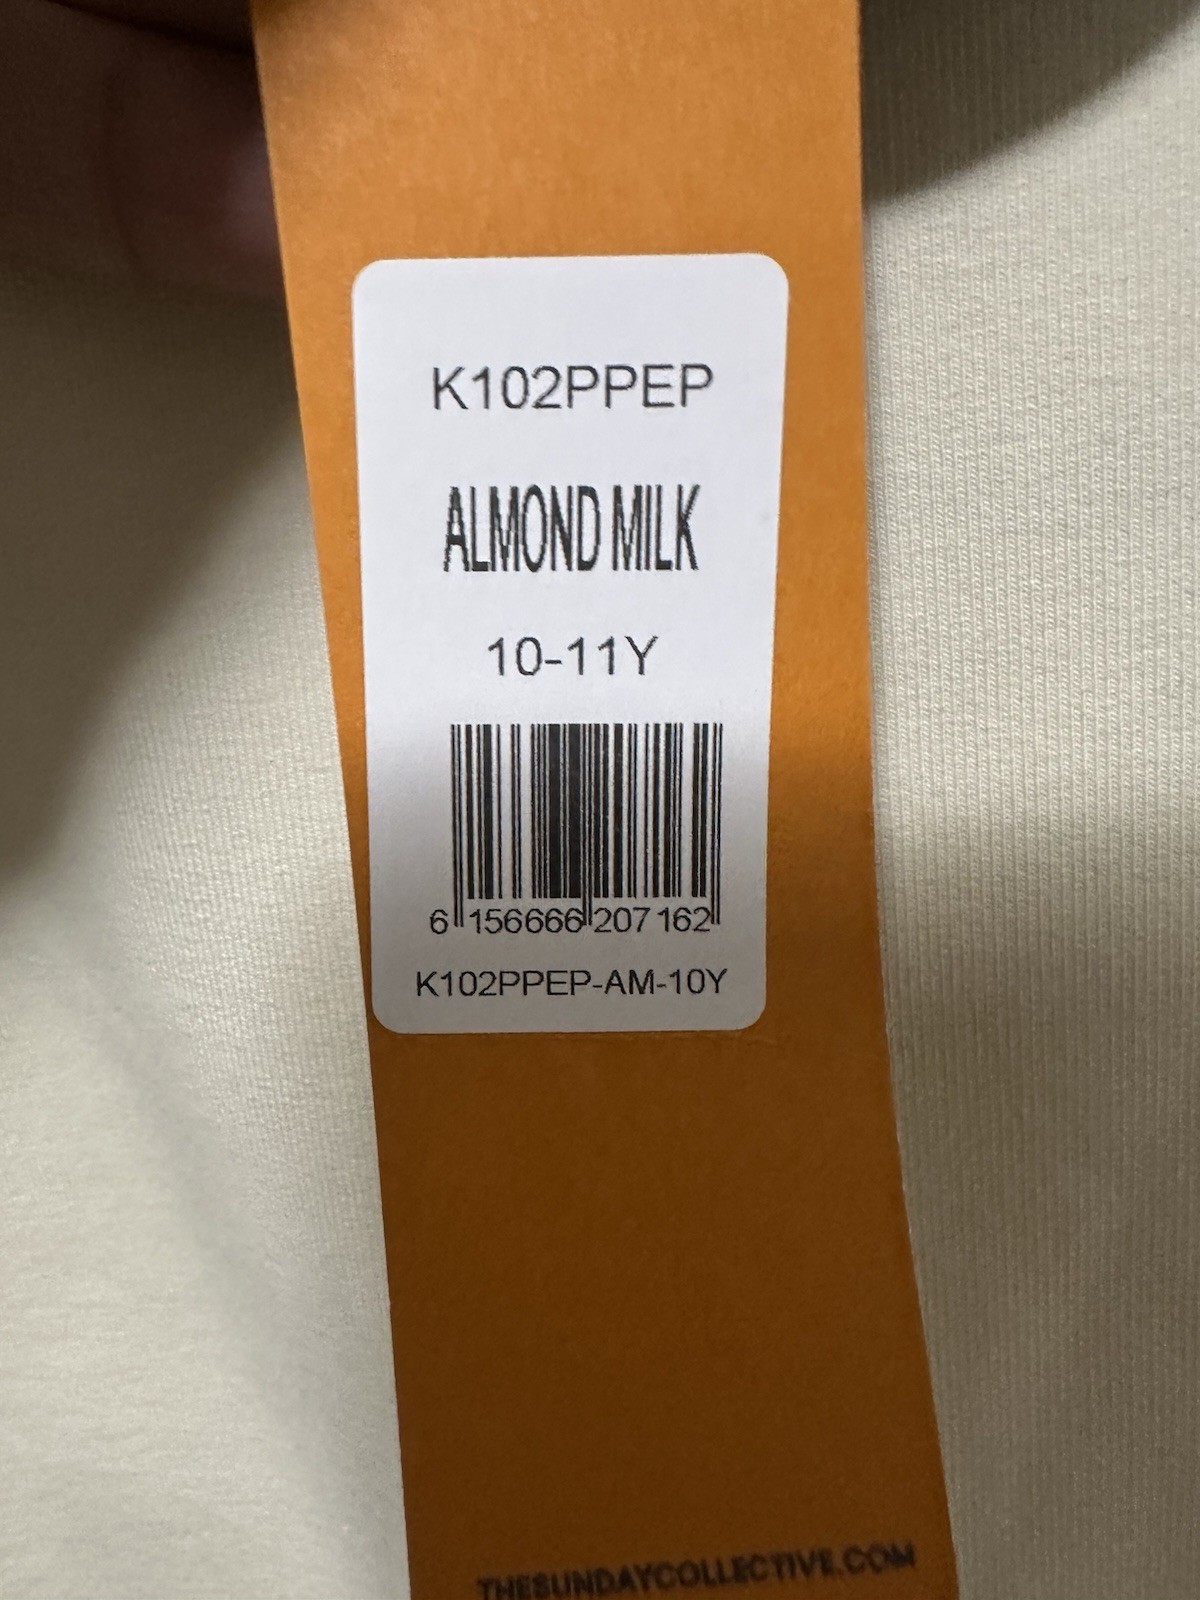 K102PPEP
ALMOND MILK
10-11Y
6 156666 207162
K102PPEP-AM-10Y
THESUNDAYCOLLECTIVE.COM